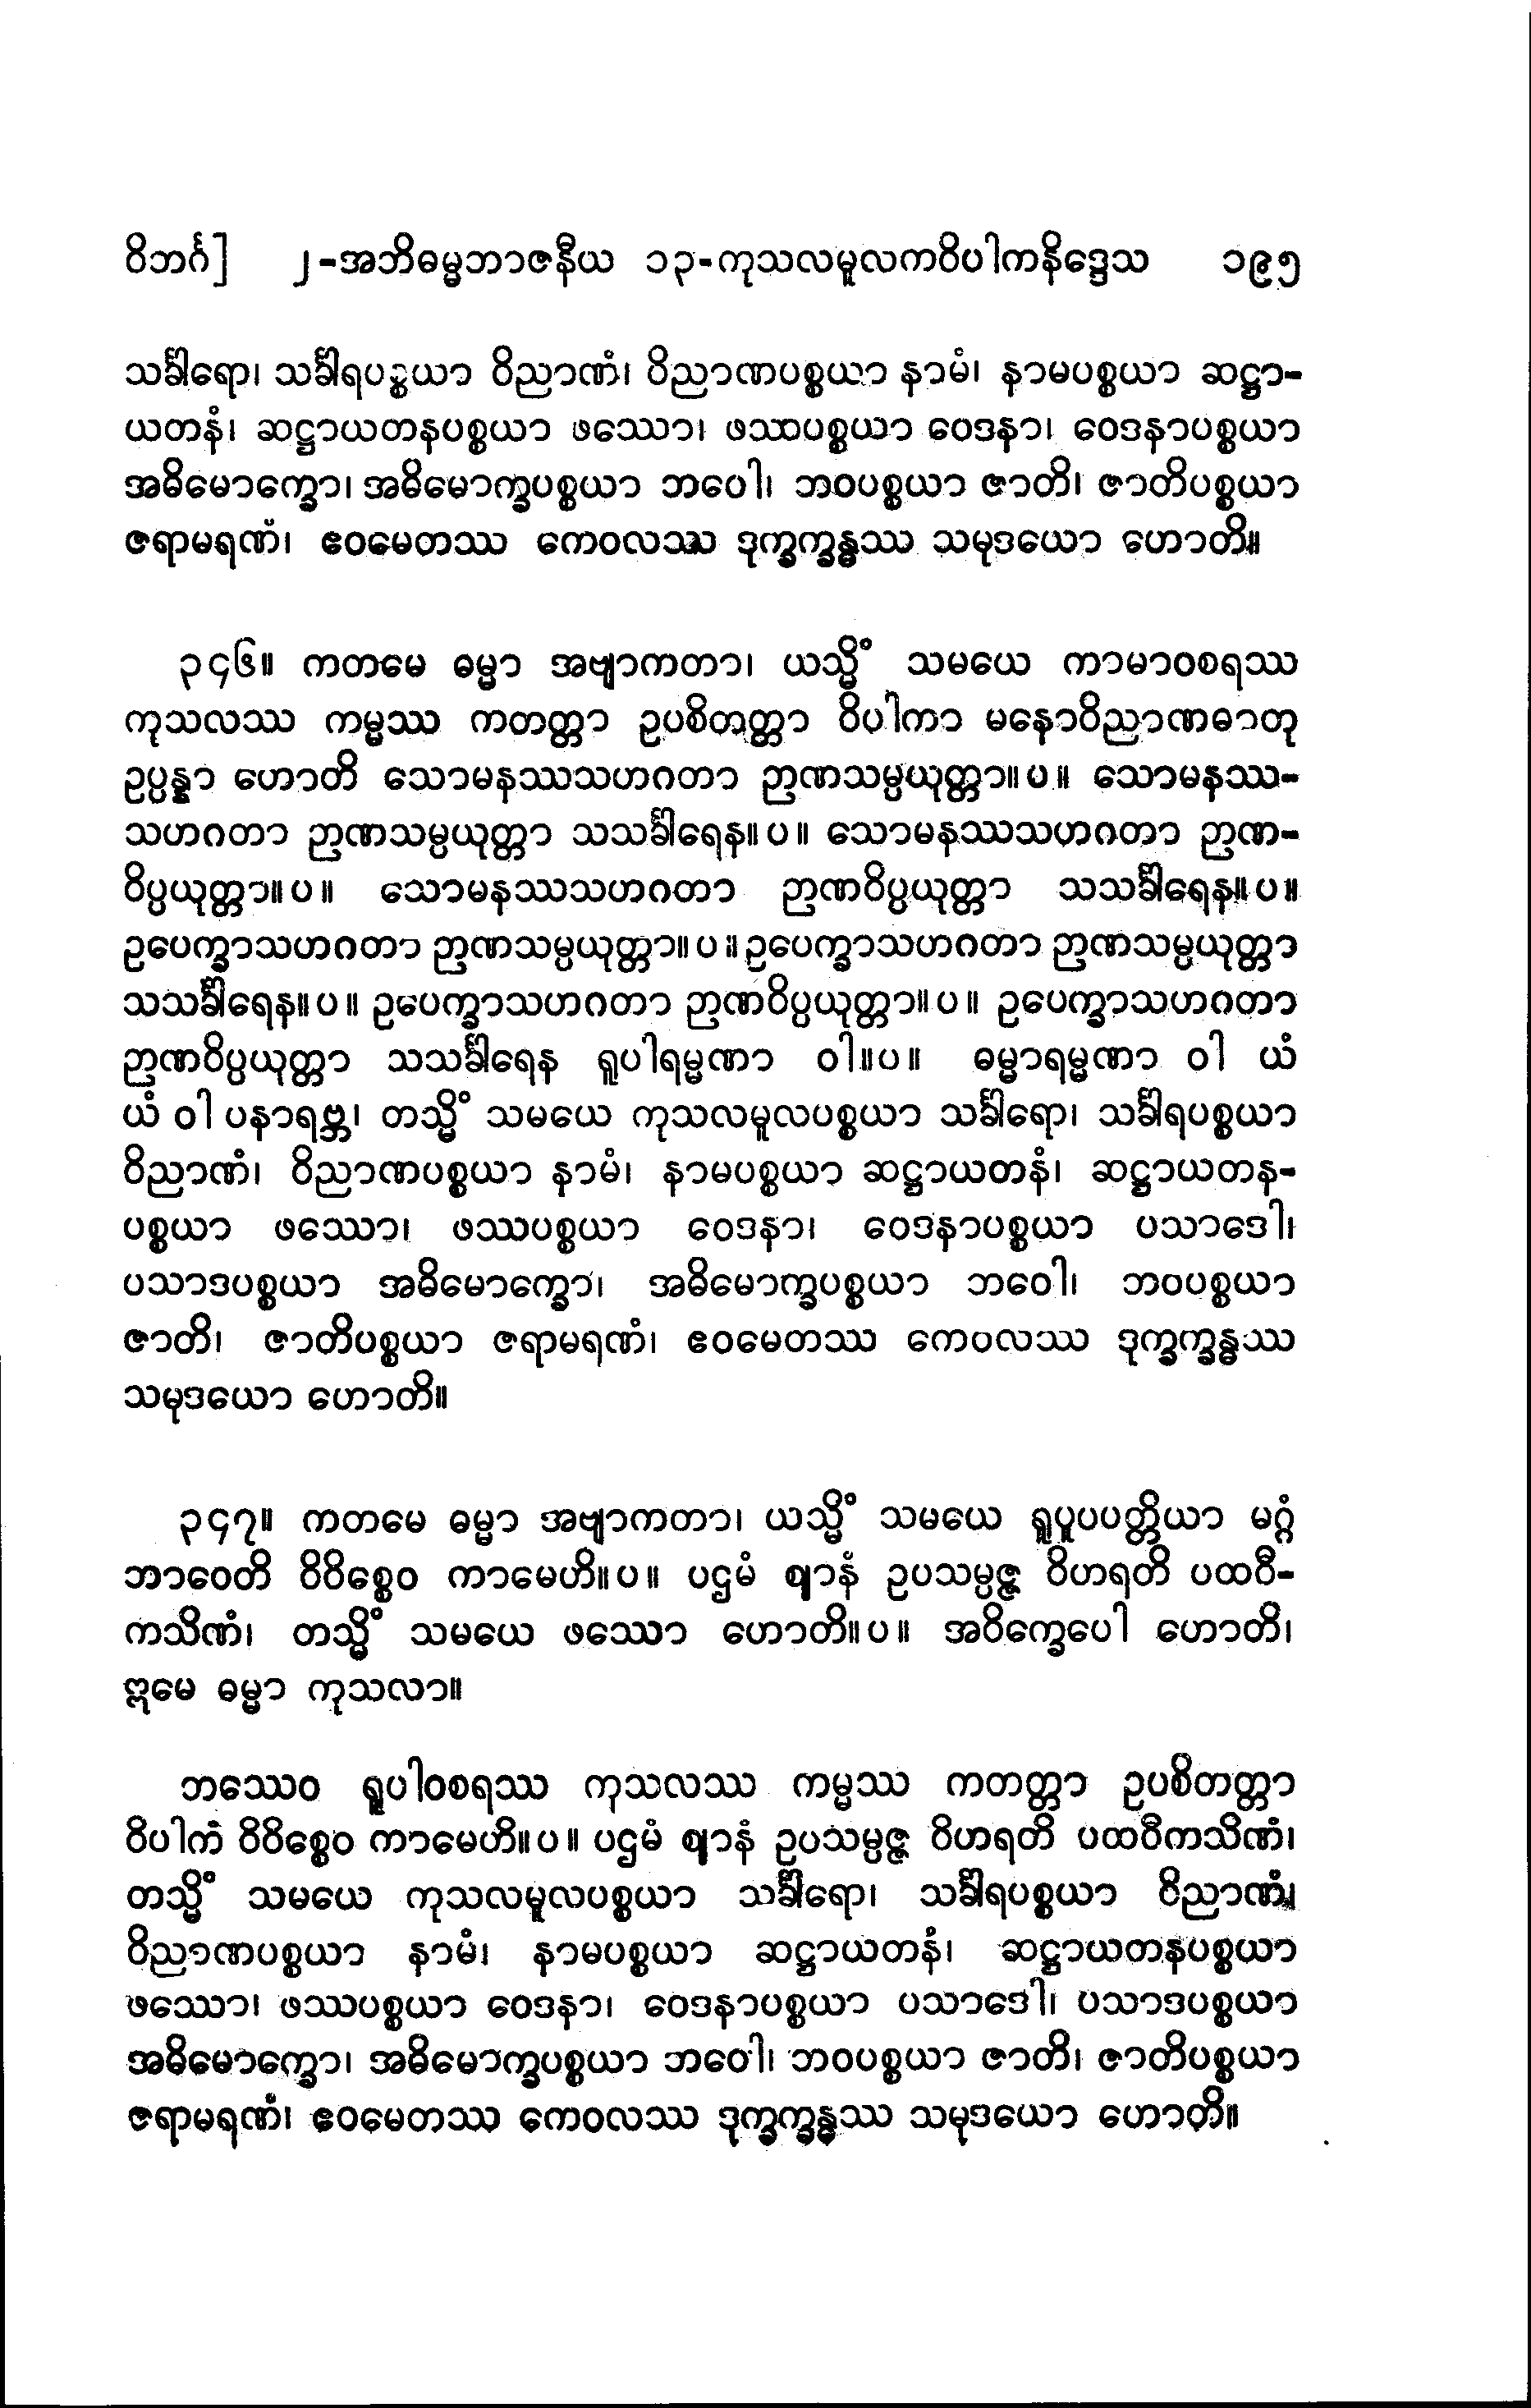 ဝိဘင်္ဂ] ၂-အဘိဓမ္မဘာဇနီယ ၁၃-ကုသလမူလကဝိပါကနိဒ္ဒေသ ၁၉၅
သင်္ခါရော၊ သင်္ခါရပစ္စယာ ဝိညာဏံ၊ ဝိညာဏပစ္စယာ နာမံ၊ နာမပစ္စယာ ဆဋ္ဌာ-
ယတနံ၊ ဆဋ္ဌာယတနပစ္စယာ ဖဿော၊ ဖဿပစ္စယာ ဝေဒနာ၊ ဝေဒနာပစ္စယာ
အဓိမောက္ခော၊ အဓိမောက္ခပစ္စယာ ဘဝေါ၊ ဘဝပစ္စယာ ဇာတိ၊ ဇာတိပစ္စယာ
ဇရာမရဏံ၊ ဧဝမေတဿ ကေဝလဿ ဒုက္ခက္ခန္ဓဿ သမုဒယော ဟောတိ။
၃၄၆။ ကတမေ ဓမ္မာ အဗျာကတာ၊ ယသ္မိံ သမယေ ကာမာဝစရဿ
ကုသလဿ ကမ္မဿ ကတတ္တာ ဥပစိတတ္တာ ဝိပါကာ မနောဝိညာဏဓာတု
ဥပ္ပန္နာ ဟောတိ သောမနဿသဟဂတာ ဉာဏသမ္ပယုတ္တာ။ပ။ သောမနဿ-
သဟဂတာ ဉာဏသမ္ပယုတ္တာ သသင်္ခါရေန။ပ။ သောမနဿသဟဂတာ ဉာဏ-
ဝိပ္ပယုတ္တာ။ပ။ သောမနဿသဟဂတာ ဉာဏဝိပ္ပယုတ္တာ သသင်္ခါရေန။ပ။
ဥပေက္ခာသဟဂတာ ဉာဏသမ္ပယုတ္တာ။ပ။ ဥပေက္ခာသဟဂတာ ဉာဏသမ္ပယုတ္တာ
သသင်္ခါရေန။ပ။ ဥပေက္ခာသဟဂတာ ဉာဏဝိပ္ပယုတ္တာ။ပ။ ဥပေက္ခာသဟဂတာ
ဉာဏဝိပ္ပယုတ္တာ သသင်္ခါရေန ရူပါရမ္မဏာ ဝါ။ပ။ ဓမ္မာရမ္မဏာ ဝါ ယံ
ယံ ဝါ ပနာရဗ္ဘ၊ တသ္မိံ သမယေ ကုသလမူလပစ္စယာ သင်္ခါရော၊ သင်္ခါရပစ္စယာ
ဝိညာဏံ၊ ဝိညာဏပစ္စယာ နာမံ၊ နာမပစ္စယာ ဆဋ္ဌာယတနံ၊ ဆဋ္ဌာယတန-
ပစ္စယာ ဖဿော၊ ဖဿပစ္စယာ ဝေဒနာ၊ ဝေဒနာပစ္စယာ ပသာဒေါ၊
ပသာဒပစ္စယာ အဓိမောက္ခော၊ အဓိမောက္ခပစ္စယာ ဘဝေါ၊ ဘဝပစ္စယာ
ဇာတိ၊ ဇာတိပစ္စယာ ဇရာမရဏံ၊ ဧဝမေတဿ ကေဝလဿ ဒုက္ခက္ခန္ဓဿ
သမုဒယော ဟောတိ။
၃၄၇။ ကတမေ ဓမ္မာ အဗျာကတာ၊ ယသ္မိံ သမယေ ရူပူပပတ္တိယာ မဂ္ဂံ
ဘာဝေတိ ဝိဝိစ္စေဝ ကာမေဟိ။ပ။ ပဌမံ ဈာနံ ဥပသမ္ပဇ္ဇ ဝိဟရတိ ပထဝီ-
ကသိဏံ၊ တသ္မိံ သမယေ ဖဿော ဟောတိ။ပ။ အဝိက္ခေပေါ ဟောတိ၊
ဣမေ ဓမ္မာ ကုသလာ။
ဘဿေဝ ရူပါဝစရဿ ကုသလဿ ကမ္မဿ ကတတ္တာ ဥပစိတတ္တာ
ဝိပါကံ ဝိဝိစ္စေဝ ကာမေဟိ။ပ။ ပဌမံ ဈာနံ ဥပသမ္ပဇ္ဇ ဝိဟရတိ ပထဝီကသိဏံ၊
တသ္မိံ သမယေ ကုသလမူလပစ္စယာ သင်္ခါရော၊ သင်္ခါရပစ္စယာ ဝိညာဏံ၊
ဝိညာဏပစ္စယာ နာမံ၊ နာမပစ္စယာ ဆဋ္ဌာယတနံ၊ ဆဋ္ဌာယတနပစ္စယာ
ဖဿော၊ ဖဿပစ္စယာ ဝေဒနာ၊ ဝေဒနာပစ္စယာ ပသာဒေါ၊ ပသာဒပစ္စယာ
အဓိမောက္ခော၊ အဓိမောက္ခပစ္စယာ ဘဝေါ၊ ဘဝပစ္စယာ ဇာတိ၊ ဇာတိပစ္စယာ
ဇရာမရဏံ၊ ဧဝမေတဿ ကေဝလဿ ဒုက္ခက္ခန္ဓဿ သမုဒယော ဟောတိ။